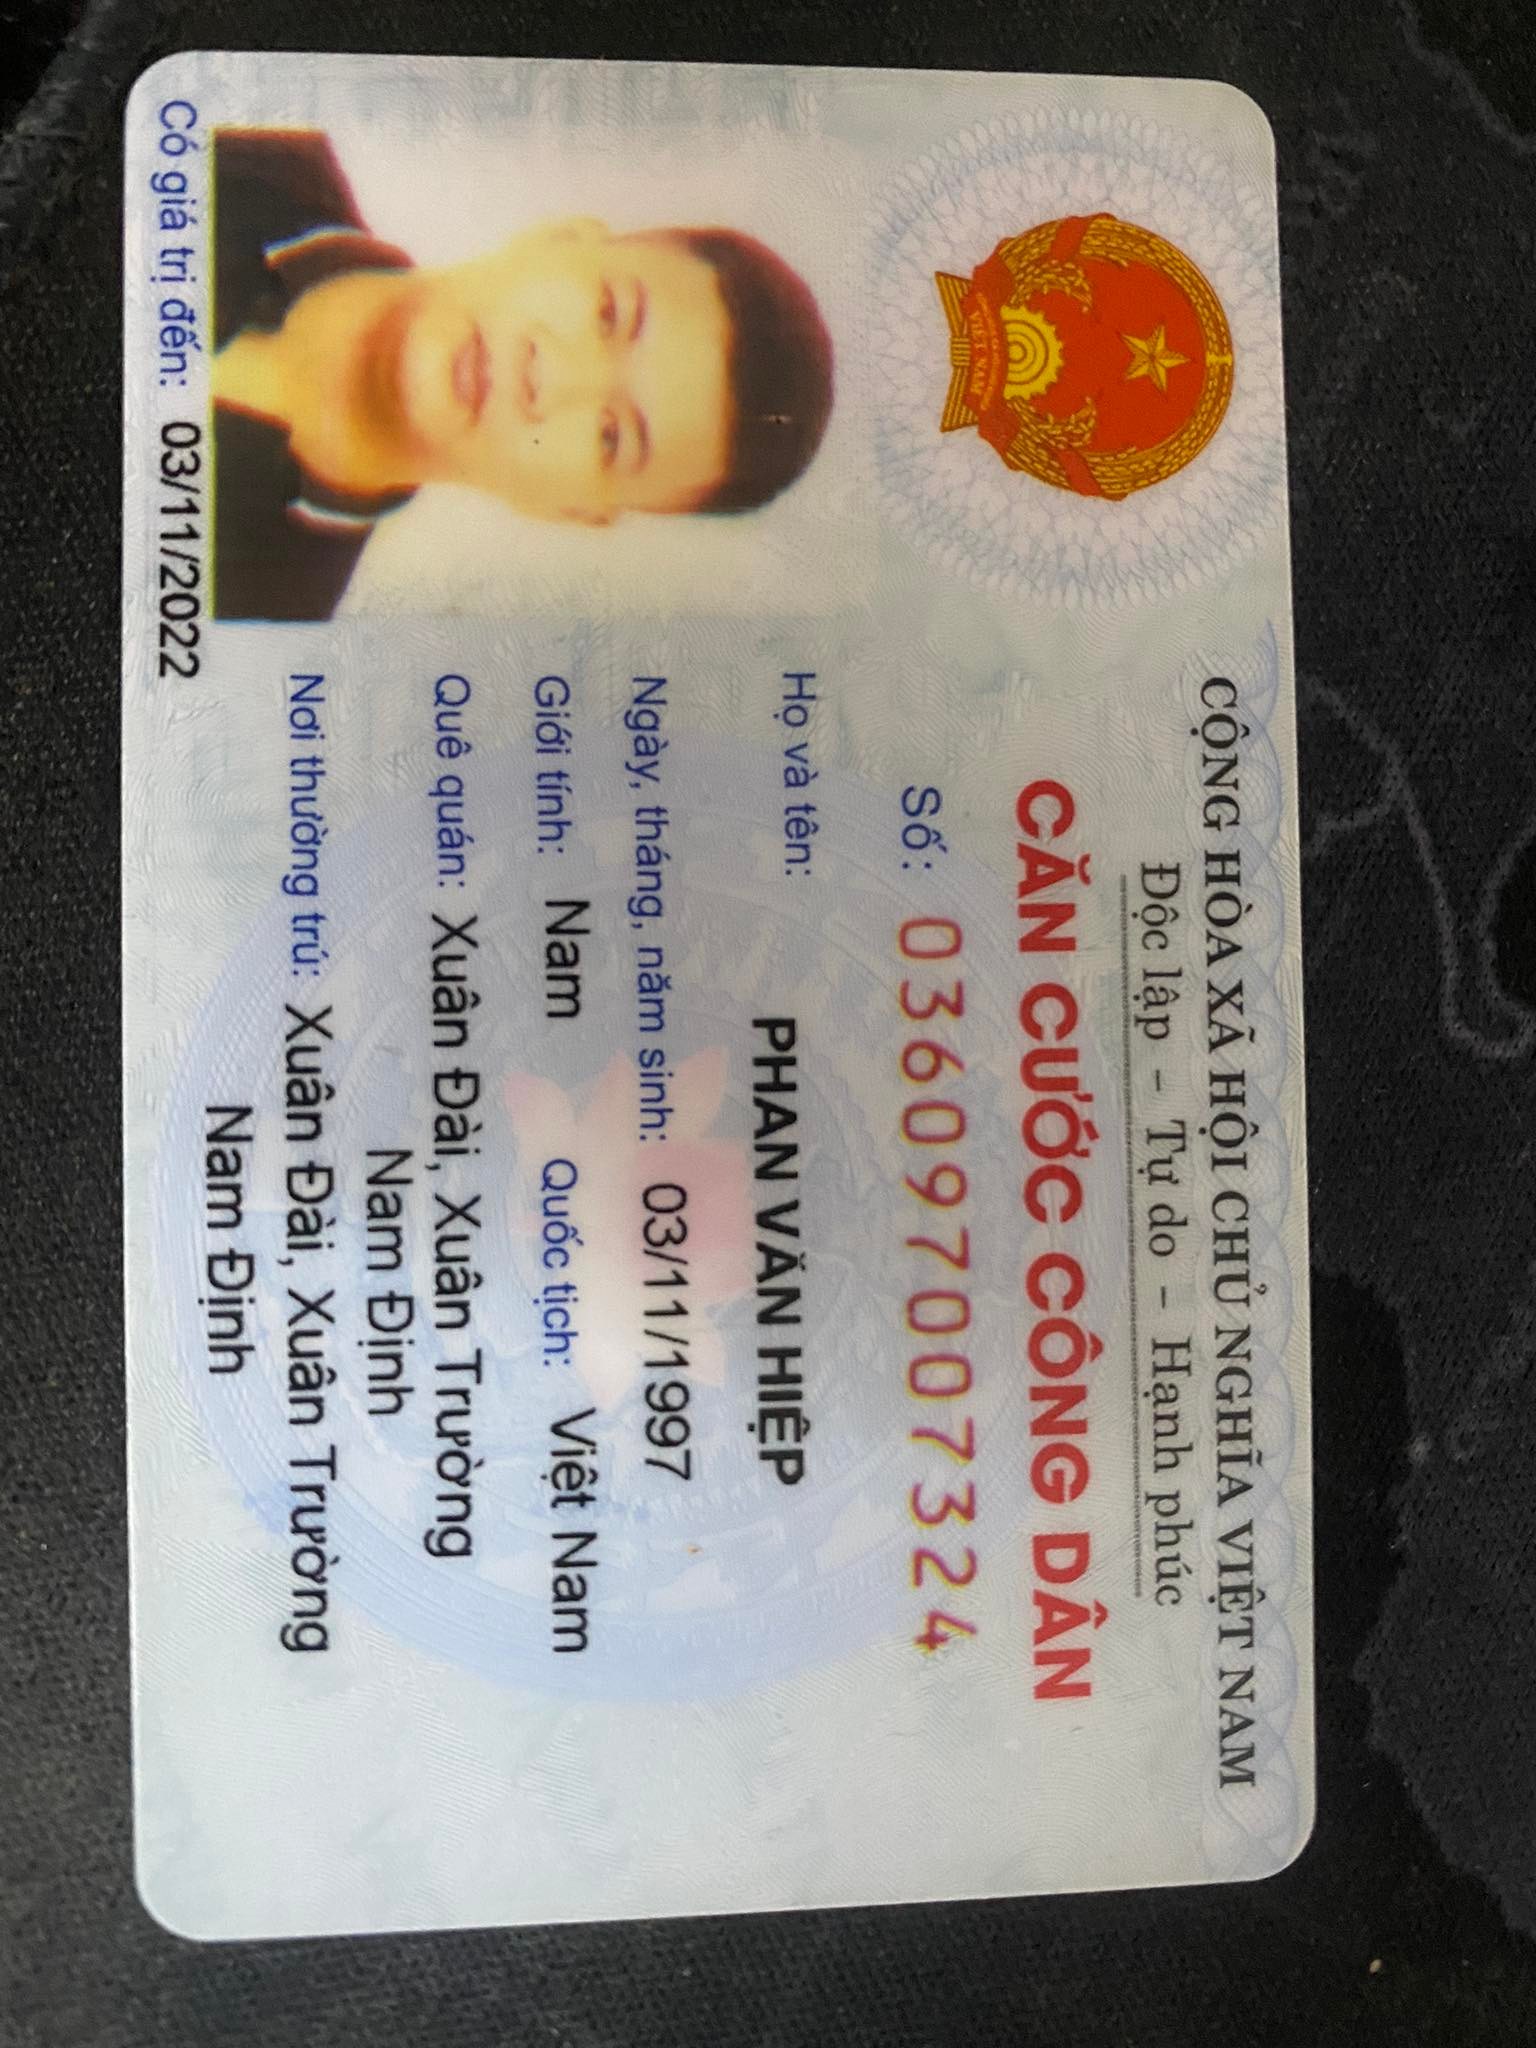 CỘNG HÒA XÃ HỘI CHỦ NGHĨA VIỆT NAM
Độc lập - Tự do - Hạnh phúc
CĂN CƯỚC CÔNG DÂN
Số: 036097007324
Họ và tên:
PHAN VĂN HIỆP
Ngày, tháng, năm sinh: 03/11/1997
Giới tính: Nam Quốc tịch: Việt Nam
Quê quán: Xuân Đài, Xuân Trường
Nam Định
Nơi thường trú: Xuân Đài, Xuân Trường
Nam Định
Có giá trị đến: 03/11/2022
VIỆT NAM